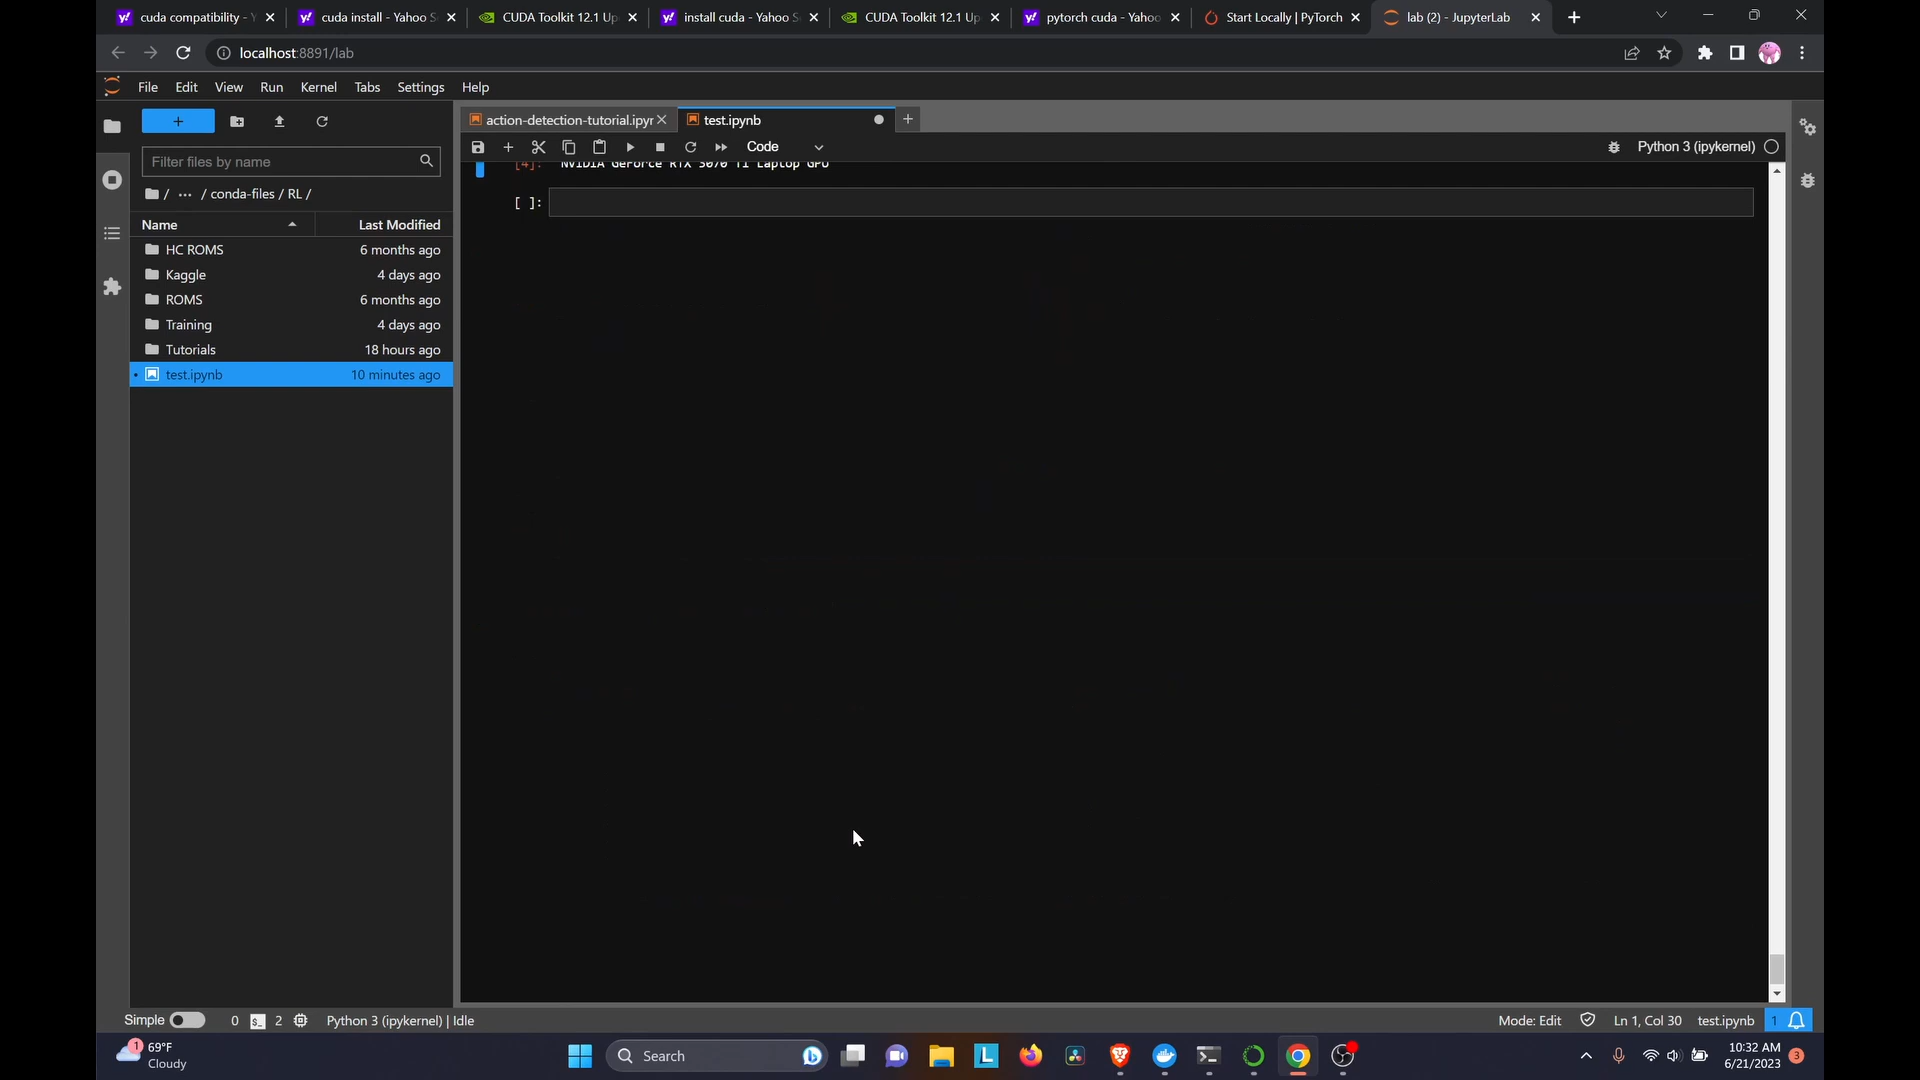 cuda compatibility - Y
cuda install - Yahoo S
CUDA Toolkit 12.1 Up
install cuda - Yahoo S
CUDA Toolkit 12.1 Up
pytorch cuda - Yahoo
Start Locally | PyTorch
lab (2) - JupyterLab
localhost:8891/lab
File Edit View Run Kernel Tabs Settings Help
action-detection-tutorial.ipyr
test.ipynb
Code
Python 3 (ipykernel)
Filter files by name
/ ··· / conda-files / RL /
Name Last Modified
HC ROMS 6 months ago
Kaggle 4 days ago
ROMS 6 months ago
Training 4 days ago
Tutorials 18 hours ago
test.ipynb 10 minutes ago
[4]: NVIDIA GeForce RTX 3070 Ti Laptop GPU
[ ]:
Simple 0 $_ 2 Python 3 (ipykernel) | Idle
Mode: Edit Ln 1, Col 30 test.ipynb 1
1 69°F
Cloudy
Search
L
10:32 AM
6/21/2023
3